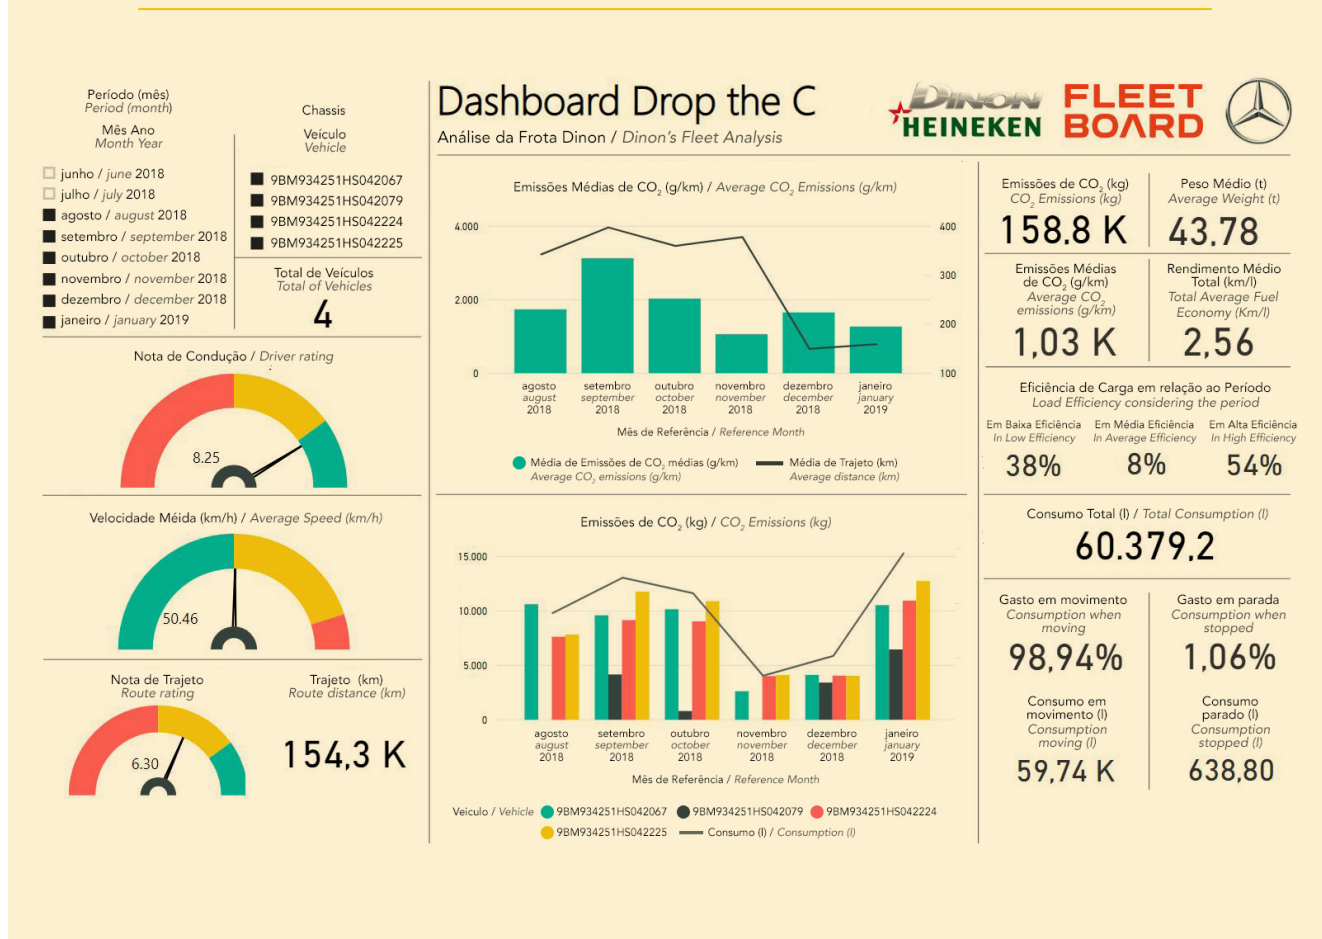 Período (mês)
Period (month)
Mês Ano
Month Year
junho / june 2018
julho / july 2018
agosto / august 2018
setembro / september 2018
outubro / october 2018
novembro / november 2018
dezembro / december 2018
janeiro / january 2019
Chassis
Veículo
Vehicle
9BM934251HS042067
9BM934251HS042079
9BM934251HS042224
9BM934251HS042225
Total de Veículos
Total of Vehicles
4
Nota de Condução / Driver rating
8.25
Velocidade Méida (km/h) / Average Speed (km/h)
50.46
Nota de Trajeto
Route rating
6.30
Trajeto (km)
Route distance (km)
154,3 K
Dashboard Drop the C
Análise da Frota Dinon / Dinon's Fleet Analysis
DINON
HEINEKEN
FLEET
BOARD
Emissões Médias de CO₂ (g/km) / Average CO₂ Emissions (g/km)
4.000
2.000
0
400
300
200
100
agosto
august
2018
setembro
september
2018
outubro
october
2018
novembro
november
2018
dezembro
december
2018
janeiro
january
2019
Mês de Referência / Reference Month
Média de Emissões de CO₂ médias (g/km)
Average CO₂ emissions (g/km)
Média de Trajeto (km)
Average distance (km)
Emissões de CO₂ (kg) / CO₂ Emissions (kg)
15.000
10.000
5.000
0
agosto
august
2018
setembro
september
2018
outubro
october
2018
novembro
november
2018
dezembro
december
2018
janeiro
january
2019
Mês de Referência / Reference Month
Veiculo / Vehicle 9BM934251HS042067 9BM934251HS042079 9BM934251HS042224
9BM934251HS042225 Consumo (l) / Consumption (l)
Emissões de CO₂ (kg)
CO₂ Emissions (kg)
158,8 K
Peso Médio (t)
Average Weight (t)
43,78
Emissões Médias
de CO₂ (g/km)
Average CO₂
emissions (g/km)
1,03 K
Rendimento Médio
Total (km/l)
Total Average Fuel
Economy (Km/l)
2,56
Eficiência de Carga em relação ao Período
Load Efficiency considering the period
Em Baixa Eficiência
In Low Efficiency
38%
Em Média Eficiência
In Average Efficiency
8%
Em Alta Eficiência
In High Efficiency
54%
Consumo Total (l) / Total Consumption (l)
60.379,2
Gasto em movimento
Consumption when
moving
98,94%
Gasto em parada
Consumption when
stopped
1,06%
Consumo em
movimento (l)
Consumption
moving (l)
59,74 K
Consumo
parado (l)
Consumption
stopped (l)
638,80